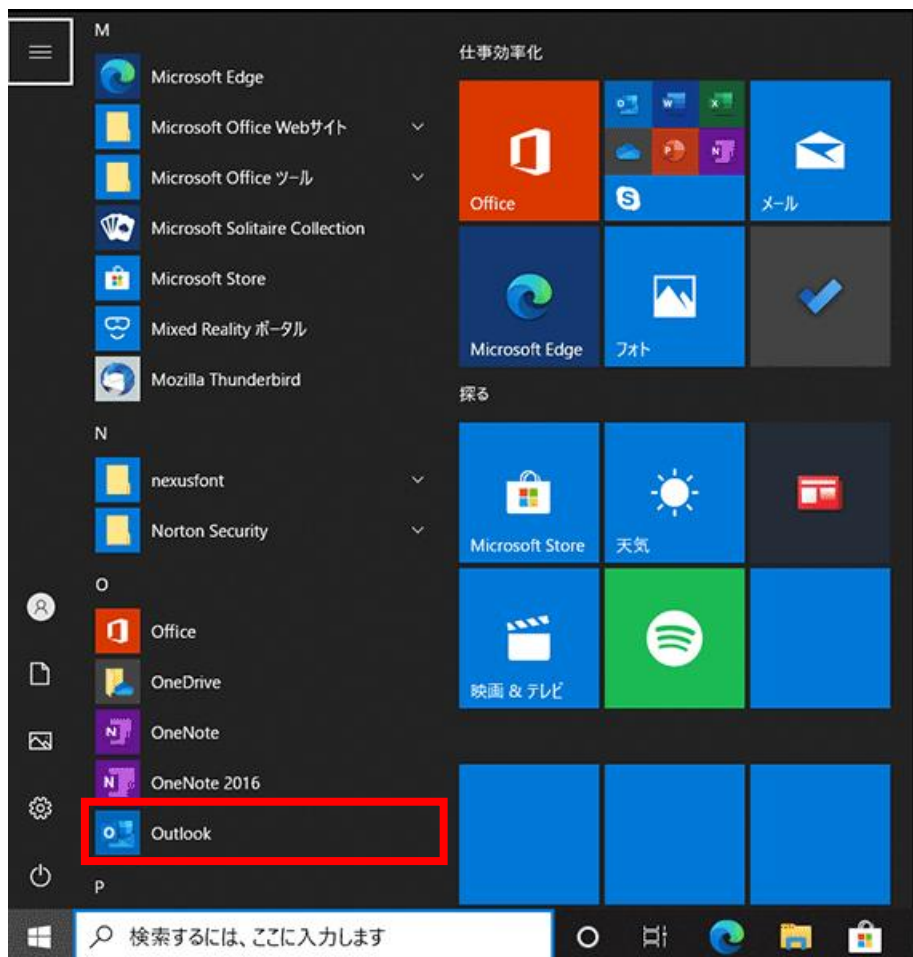 M
Microsoft Edge
Microsoft Office Webサイト
Microsoft Office ツール
Microsoft Solitaire Collection
Microsoft Store
Mixed Reality ポータル
Mozilla Thunderbird
N
nexusfont
Norton Security
O
Office
OneDrive
OneNote
OneNote 2016
Outlook
P
仕事効率化
Office
メール
Microsoft Edge
フォト
探る
Microsoft Store
天気
映画 & テレビ
検索するには、ここに入力します